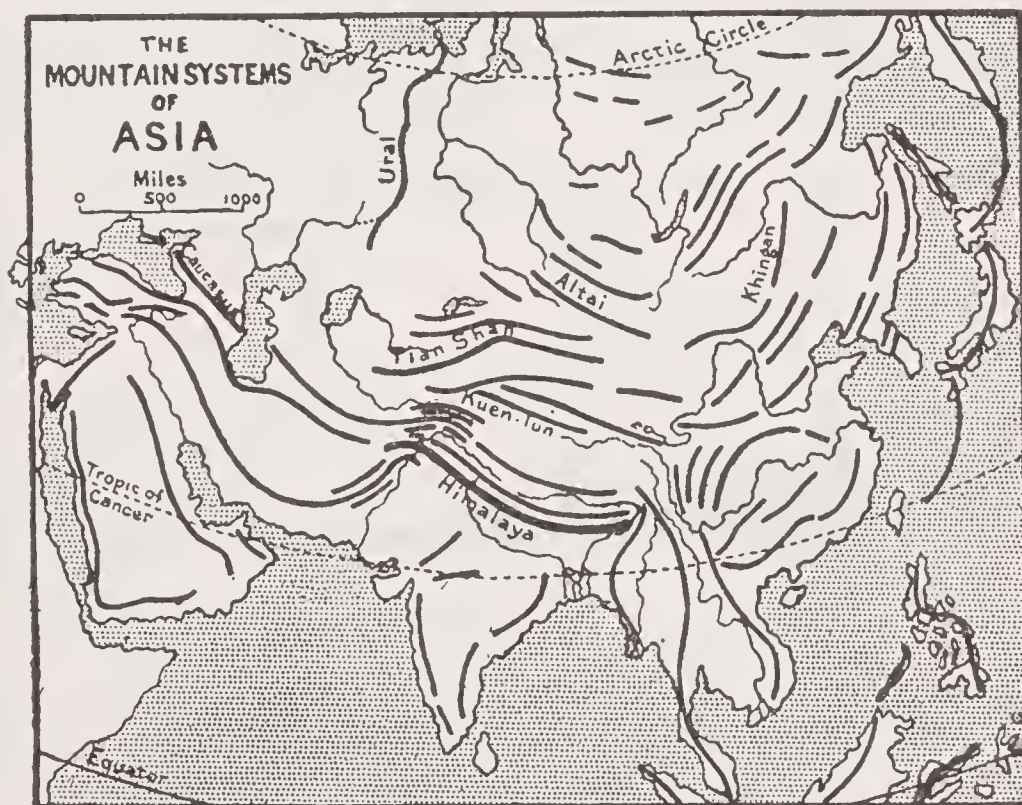 THE
MOUNTAIN SYSTEMS
OF
ASIA
Miles
0 500 1000
Arctic Circle
Ural
Caucasus
Khingan
Altai
Tian Shan
Kuen-lun
Himalaya
Tropic of
Cancer
Equator